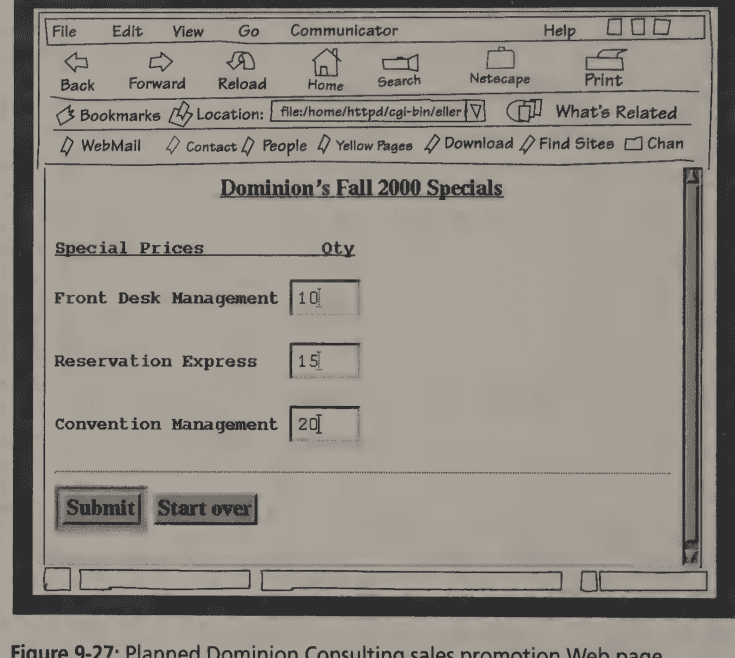 File Edit View Go Communicator Help
Back Forward Reload Home Search Netscape Print
Bookmarks Location: file:/home/httpd/cgi-bin/eller What's Related
WebMail Contact People Yellow Pages Download Find Sites Chan
Dominion's Fall 2000 Specials
Special Prices Qty
Front Desk Management 10
Reservation Express 15
Convention Management 20
Submit Start over
Figure 9-27: Planned Dominion Consulting sales promotion Web page